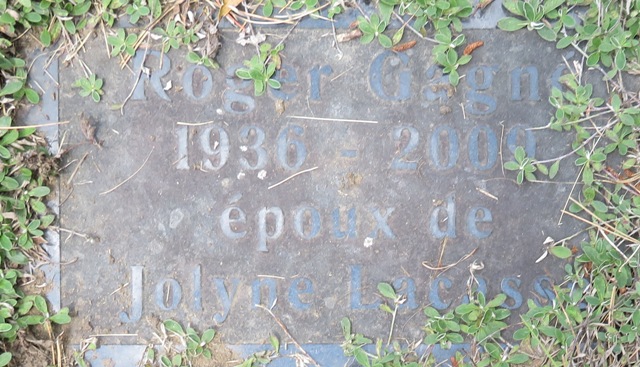 Roger Gagné
1936 - 2009
époux de
Jolyne Lacasse